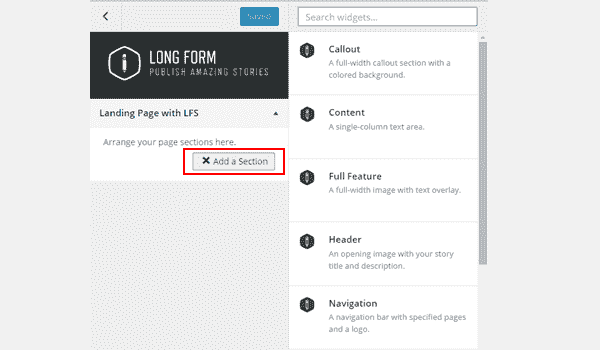 Saved
Search widgets...
LONG FORM
PUBLISH AMAZING STORIES
Landing Page with LFS
Arrange your page sections here.
Add a Section
Callout
A full-width callout section with a
colored background.
Content
A single-column text area.
Full Feature
A full-width image with text overlay.
Header
An opening image with your story
title and description.
Navigation
A navigation bar with specified pages
and a logo.